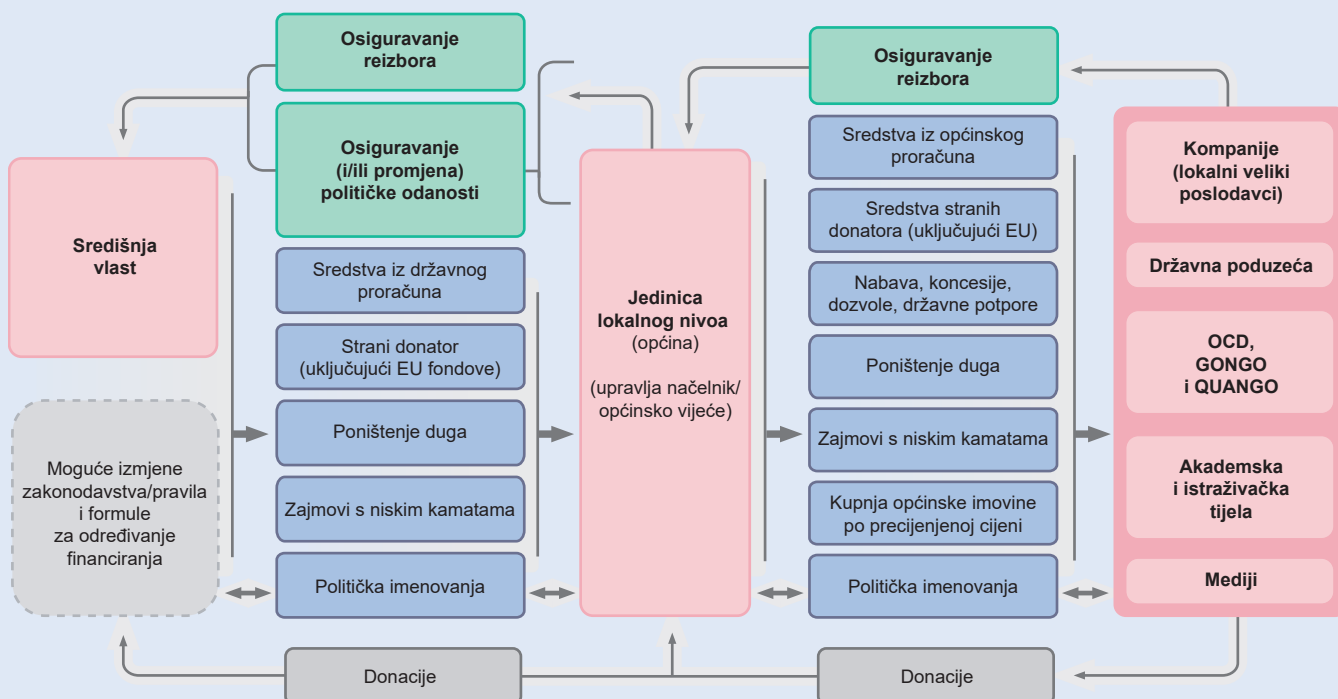 Osiguravanje
reizbora
Osiguravanje
(i/ili promjena)
političke odanosti
Središnja
vlast
Moguće izmjene
zakonodavstva/pravila
i formule
za određivanje
financiranja
Sredstva iz državnog
proračuna
Strani donator
(uključujući EU fondove)
Poništenje duga
Zajmovi s niskim kamatama
Politička imenovanja
Donacije
Jedinica
lokalnog nivoa
(općina)
(upravlja načelnik/
općinsko vijeće)
Osiguravanje
reizbora
Sredstva iz općinskog
proračuna
Sredstva stranih
donatora (uključujući EU)
Nabava, koncesije,
dozvole, državne potpore
Poništenje duga
Zajmovi s niskim kamatama
Kupnja općinske imovine
po precijenjenoj cijeni
Politička imenovanja
Donacije
Kompanije
(lokalni veliki
poslodavci)
Državna poduzeća
OCD,
GONGO
i QUANGO
Akademska
i istraživačka
tijela
Mediji